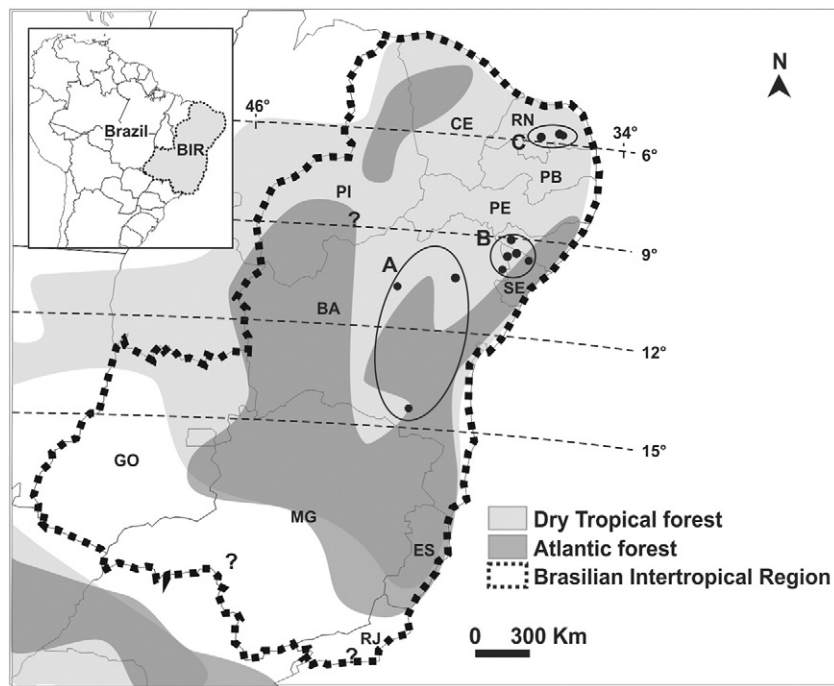 N
Brazil
BIR
46°
34°
6°
9°
12°
15°
CE
RN
C
PB
PI
?
PE
B
A
SE
BA
GO
MG
ES
?
RJ
?
Dry Tropical forest
Atlantic forest
Brasilian Intertropical Region
0 300 Km